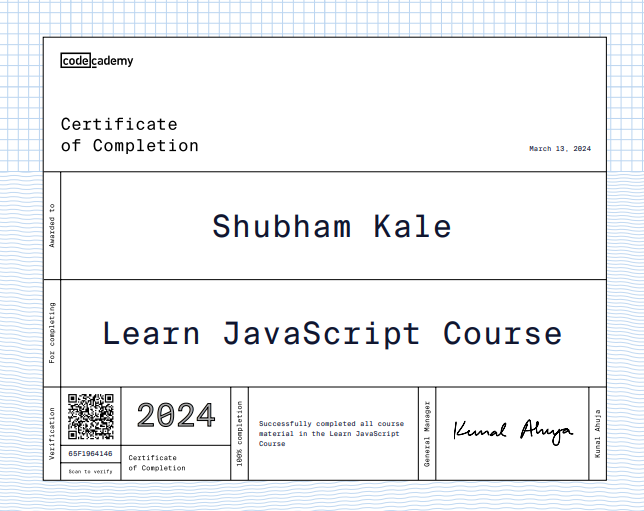 codecademy
Certificate
of Completion
March 13, 2024
Awarded to
Shubham Kale
For completing
Learn JavaScript Course
Verification
65F1964146
Scan to verify
2024
Certificate
of Completion
100% completion
Successfully completed all course
material in the Learn JavaScript
Course
General Manager
Kunal Ahuja
Kunal Ahuja